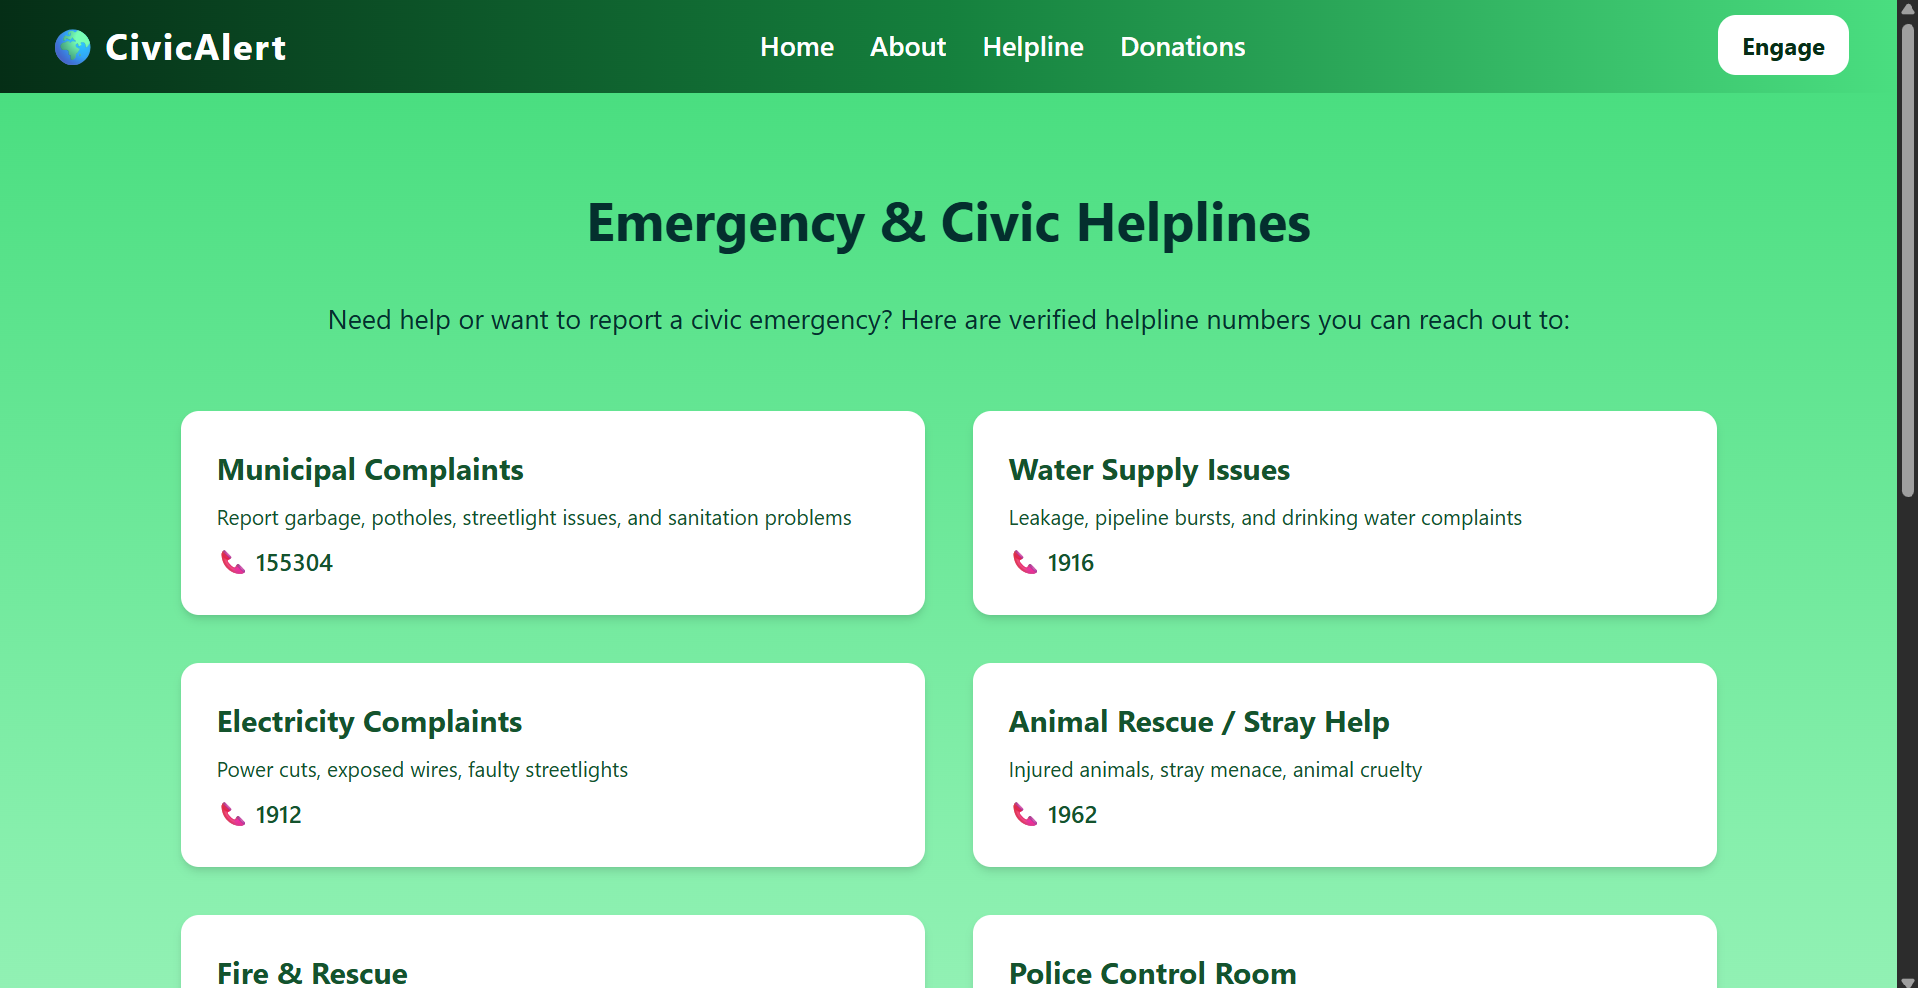 CivicAlert
Home About Helpline Donations
Engage
Emergency & Civic Helplines
Need help or want to report a civic emergency? Here are verified helpline numbers you can reach out to:
Municipal Complaints
Report garbage, potholes, streetlight issues, and sanitation problems
155304
Water Supply Issues
Leakage, pipeline bursts, and drinking water complaints
1916
Electricity Complaints
Power cuts, exposed wires, faulty streetlights
1912
Animal Rescue / Stray Help
Injured animals, stray menace, animal cruelty
1962
Fire & Rescue
Police Control Room